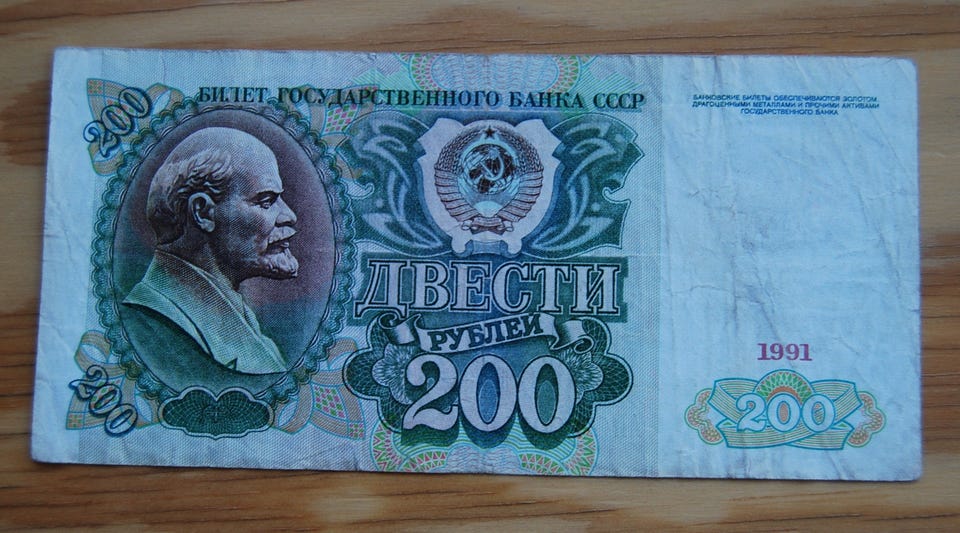 БИЛЕТ ГОСУДАРСТВЕННОГО БАНКА СССР
БАНКОВСКИЕ БИЛЕТЫ ОБЕСПЕЧИВАЮТСЯ ЗОЛОТОМ,
ДРАГОЦЕННЫМИ МЕТАЛЛАМИ И ПРОЧИМИ АКТИВАМИ
ГОСУДАРСТВЕННОГО БАНКА
200
ДВЕСТИ
РУБЛЕЙ
200
200
1991
200